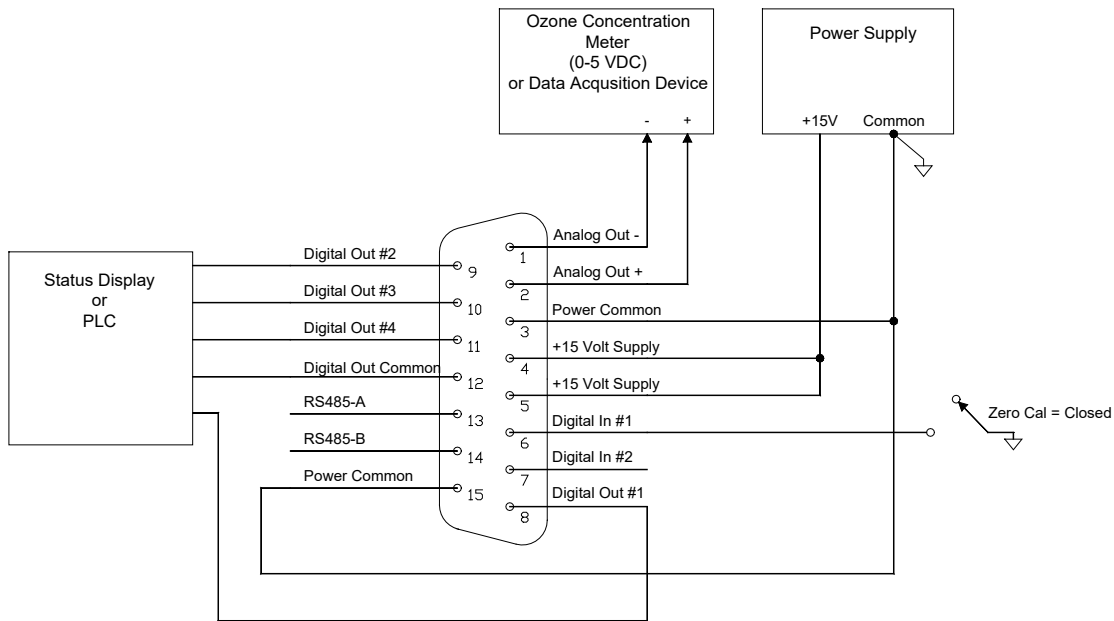 Ozone Concentration
Meter
(0-5 VDC)
or Data Acqusition Device
- +
Power Supply
+15V Common
Status Display
or
PLC
Digital Out #2
9
Digital Out #3
10
Digital Out #4
11
Digital Out Common
12
RS485-A
13
RS485-B
14
Power Common
15
Analog Out -
1
Analog Out +
2
Power Common
3
+15 Volt Supply
4
+15 Volt Supply
5
Digital In #1
6
Digital In #2
7
Digital Out #1
8
Zero Cal = Closed